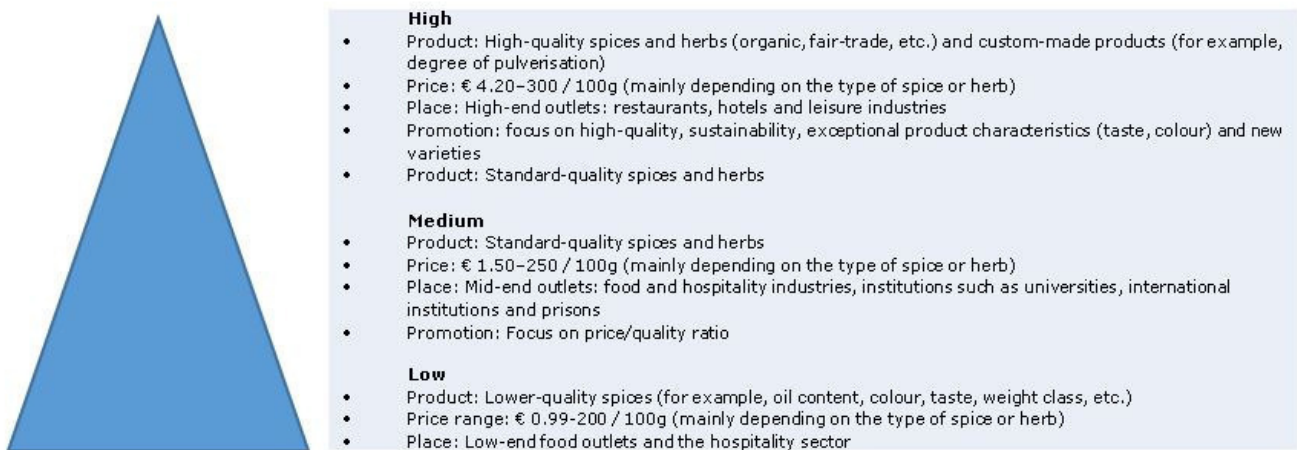 High
• Product: High-quality spices and herbs (organic, fair-trade, etc.) and custom-made products (for example,
degree of pulverisation)
• Price: € 4.20–300 / 100g (mainly depending on the type of spice or herb)
• Place: High-end outlets: restaurants, hotels and leisure industries
• Promotion: focus on high-quality, sustainability, exceptional product characteristics (taste, colour) and new
varieties
• Product: Standard-quality spices and herbs
Medium
• Product: Standard-quality spices and herbs
• Price: € 1.50–250 / 100g (mainly depending on the type of spice or herb)
• Place: Mid-end outlets: food and hospitality industries, institutions such as universities, international
institutions and prisons
• Promotion: Focus on price/quality ratio
Low
• Product: Lower-quality spices (for example, oil content, colour, taste, weight class, etc.)
• Price range: € 0.99-200 / 100g (mainly depending on the type of spice or herb)
• Place: Low-end food outlets and the hospitality sector